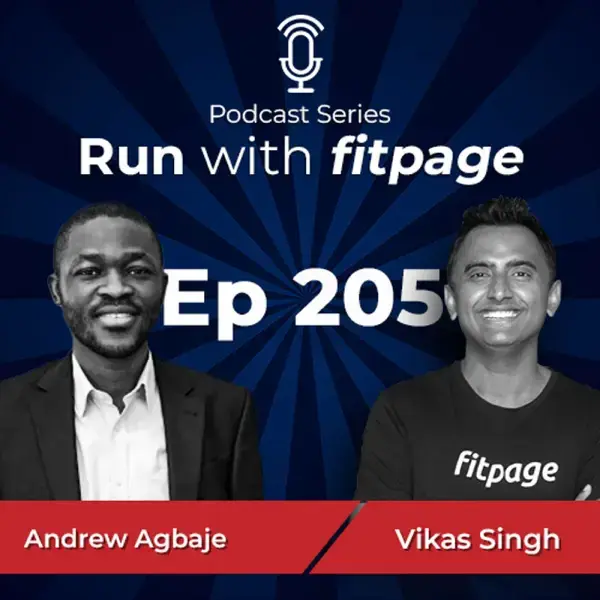 Podcast Series
Run with fitpage
Ep 205
fitpage
Andrew Agbaje
Vikas Singh